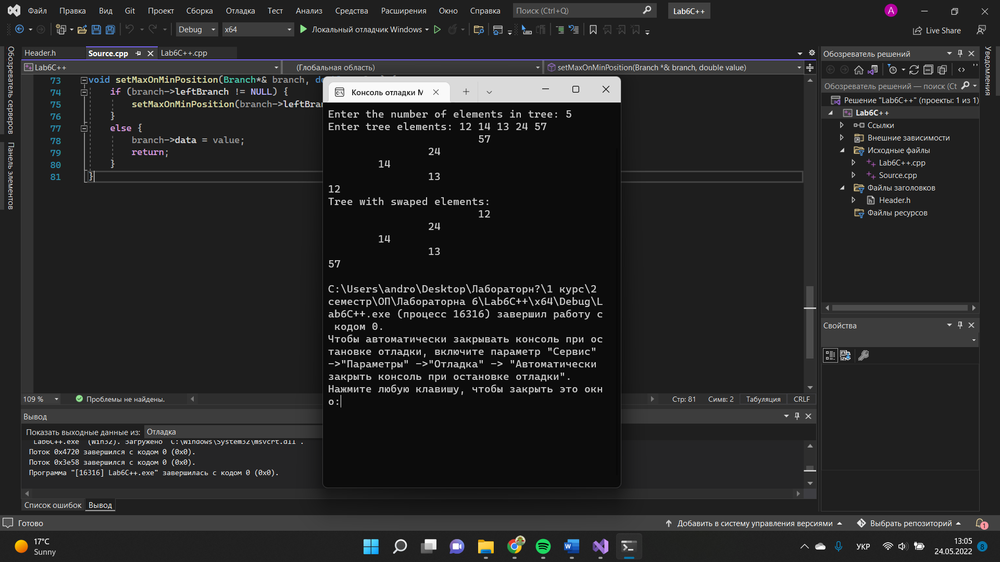 Файл Правка Вид Git Проект Сборка Отладка Тест Анализ Средства Расширения Окно Справка Поиск (Ctrl+Q) Lab6C++ A
Debug x64 Локальный отладчик Windows Live Share
Обозреватель серверов
Панель элементов
Header.h Source.cpp Lab6C++.cpp
Lab6C++ (Глобальная область) setMaxOnMinPosition(Branch *& branch, double value)
73 void setMaxOnMinPosition(Branch*& branch,
74 if (branch->leftBranch != NULL) {
75 setMaxOnMinPosition(branch->leftBra
76 }
77 else {
78 branch->data = value;
79 return;
80 }
81 }
109 % Проблемы не найдены. Стр: 81 Симв: 2 Табуляция CRLF
Консоль отладки M
Enter the number of elements in tree: 5
Enter tree elements: 12 14 13 24 57
57
24
14
13
12
Tree with swaped elements:
12
24
14
13
57
C:\Users\andro\Desktop\Лабораторн?\1 курс\2
семестр\ОП\Лабораторна 6\Lab6C++\x64\Debug\L
ab6C++.exe (процесс 16316) завершил работу с
кодом 0.
Чтобы автоматически закрывать консоль при ос
тановке отладки, включите параметр "Сервис"
->"Параметры" ->"Отладка" -> "Автоматически
закрыть консоль при остановке отладки".
Нажмите любую клавишу, чтобы закрыть это окн
о:
Вывод
Показать выходные данные из: Отладка
"Lab6C++.exe" (Win32). Загружено "C:\Windows\System32\msvcrt.dll".
Поток 0x4720 завершился с кодом 0 (0x0).
Поток 0x3e58 завершился с кодом 0 (0x0).
Программа "[16316] Lab6C++.exe" завершилась с кодом 0 (0x0).
Список ошибок Вывод
Обозреватель решений
Обозреватель решений — поиск (Ct
Решение "Lab6C++" (проекты: 1 из 1)
Lab6C++
Ссылки
Внешние зависимости
Исходные файлы
Lab6C++.cpp
Source.cpp
Файлы заголовков
Header.h
Файлы ресурсов
Свойства
Уведомления
Готово Добавить в систему управления версиями Выбрать репозиторий 1
17°C
Sunny
УКР
13:05
24.05.2022
8